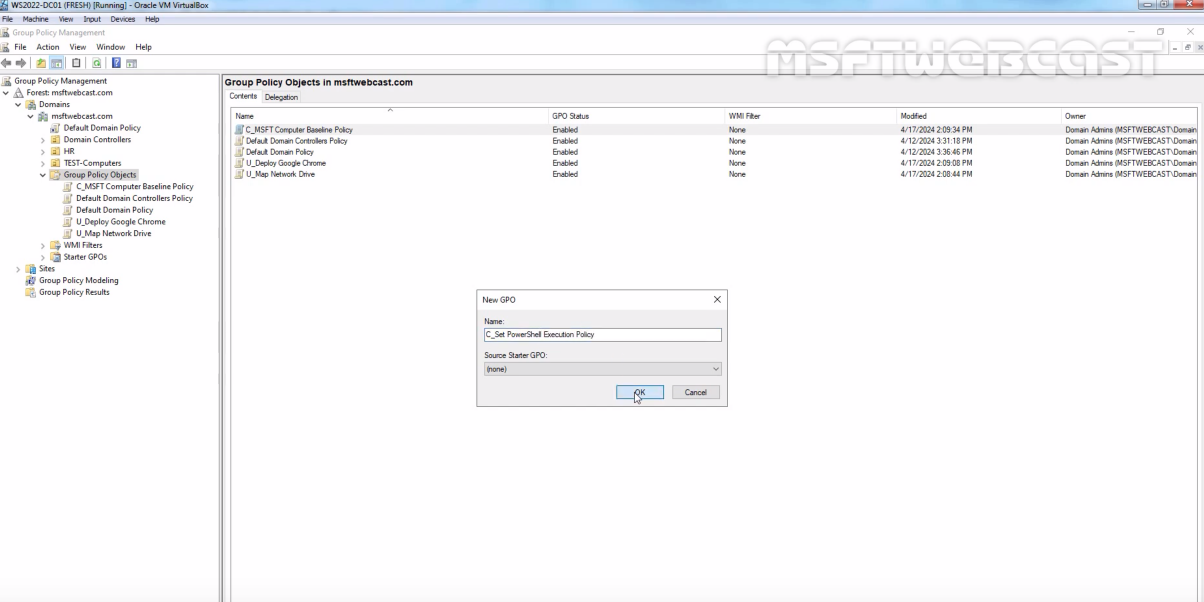 WS2022-DC01 (FRESH) [Running] - Oracle VM VirtualBox
File Machine View Input Devices Help
Group Policy Management
File Action View Window Help
MSFTWEBCAST
Group Policy Management
Forest: msftwebcast.com
Domains
msftwebcast.com
Default Domain Policy
Domain Controllers
HR
TEST-Computers
Group Policy Objects
C_MSFT Computer Baseline Policy
Default Domain Controllers Policy
Default Domain Policy
U_Deploy Google Chrome
U_Map Network Drive
WMI Filters
Starter GPOs
Sites
Group Policy Modeling
Group Policy Results
Group Policy Objects in msftwebcast.com
Contents Delegation
Name GPO Status WMI Filter Modified Owner
C_MSFT Computer Baseline Policy Enabled None 4/17/2024 2:09:34 PM Domain Admins (MSFTWEBCAST\Domain
Default Domain Controllers Policy Enabled None 4/12/2024 3:31:18 PM Domain Admins (MSFTWEBCAST\Domain
Default Domain Policy Enabled None 4/12/2024 3:36:46 PM Domain Admins (MSFTWEBCAST\Domain
U_Deploy Google Chrome Enabled None 4/17/2024 2:09:08 PM Domain Admins (MSFTWEBCAST\Domain
U_Map Network Drive Enabled None 4/17/2024 2:08:44 PM Domain Admins (MSFTWEBCAST\Domain
New GPO
Name:
C_Set PowerShell Execution Policy
Source Starter GPO:
(none)
OK Cancel